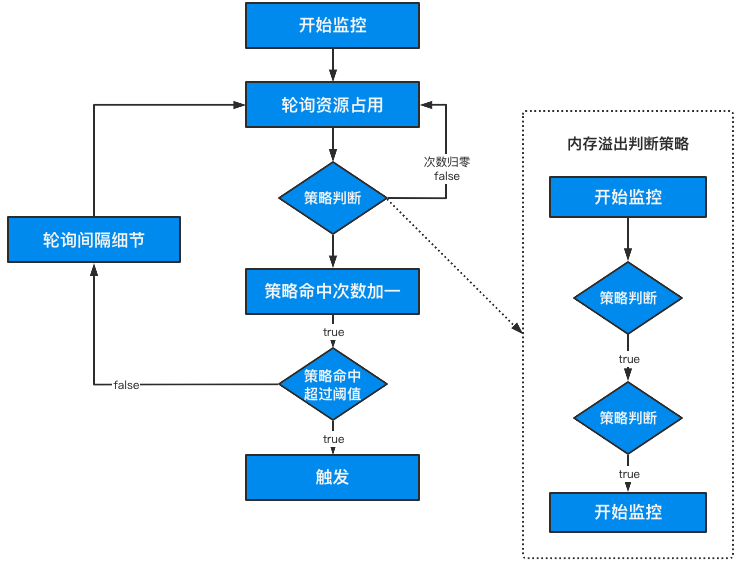 开始监控
轮询资源占用
次数归零
false
策略判断
轮询间隔细节
策略命中次数加一
true
策略命中
超过阈值
false
true
触发
内存溢出判断策略
开始监控
策略判断
true
策略判断
true
开始监控